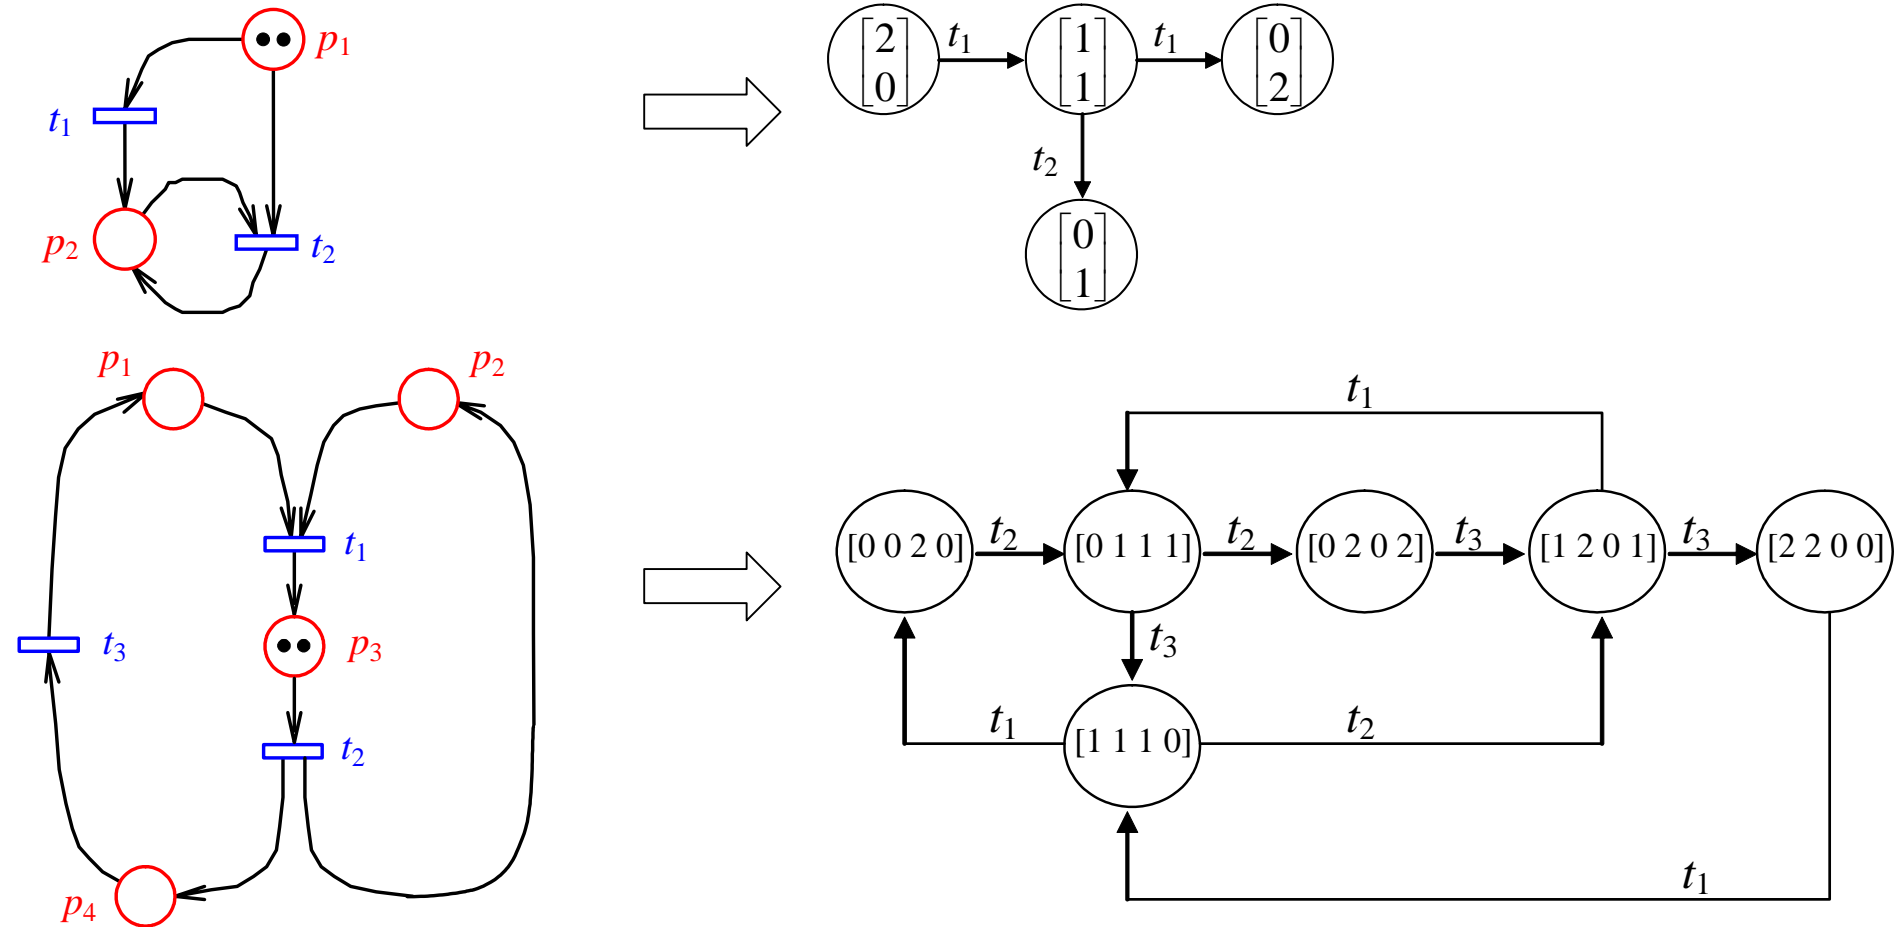 p1
t1
p2
t2
[2 0]
t1
[1 1]
t1
[0 2]
t2
[0 1]
p1
p2
t1
t3
p3
t2
p4
t1
[0 0 2 0]
t2
[0 1 1 1]
t2
[0 2 0 2]
t3
[1 2 0 1]
t3
[2 2 0 0]
t3
t1
[1 1 1 0]
t2
t1